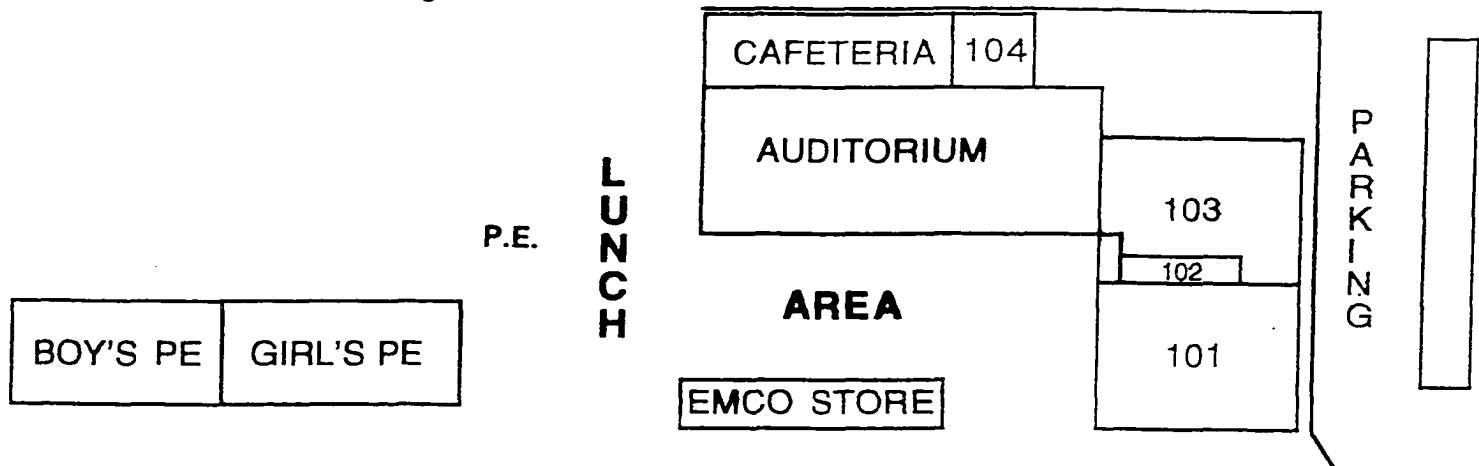 CAFETERIA
104
AUDITORIUM
103
102
101
PARKING
LUNCH
AREA
P.E.
BOY'S PE
GIRL'S PE
EMCO STORE